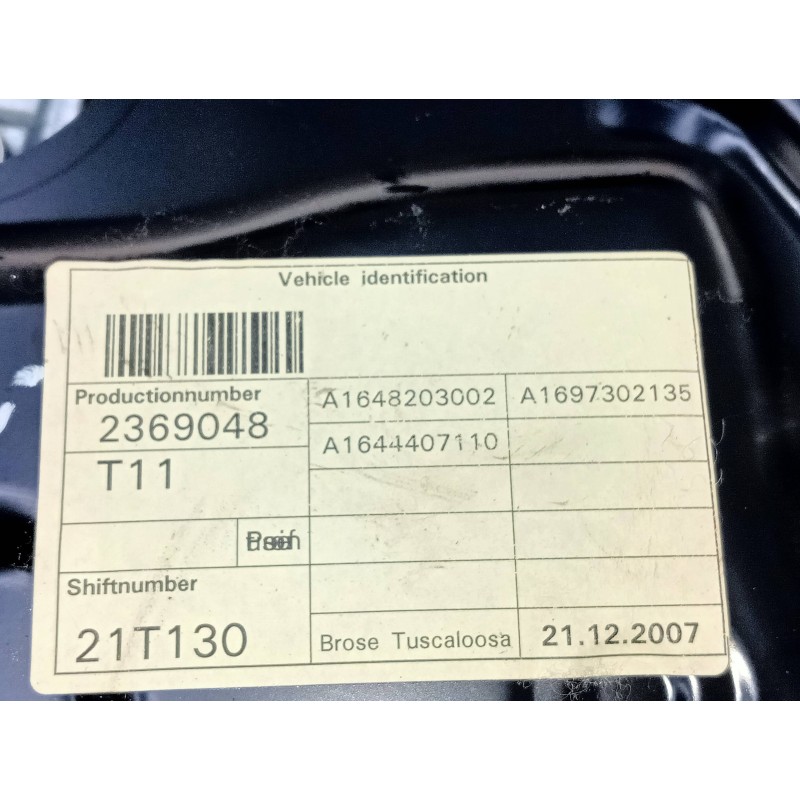 Vehicle identification
Productionnumber
2369048
A1648203002
A1697302135
A1644407110
T11
Shiftnumber
21T130
Brose Tuscaloosa
21.12.2007